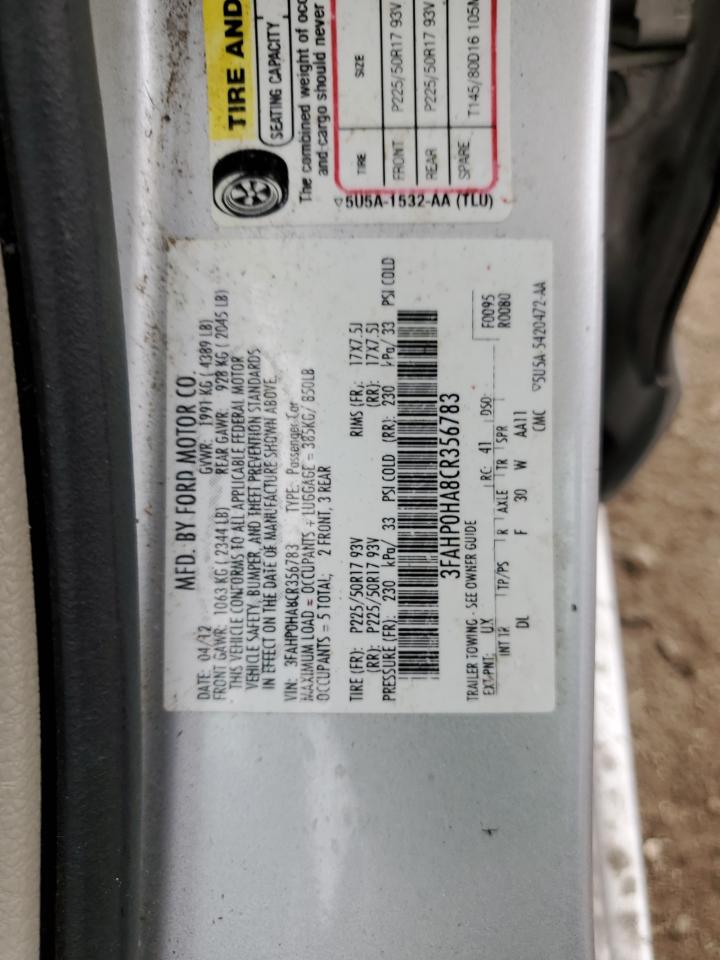 TIRE AND
SEATING CAPACITY
The combined weight of occ
and cargo should never
TIRE SIZE
FRONT P225/50R17 93V
REAR P225/50R17 93V
SPARE T145/80D16 105M
5U5A-1532-AA (TLU)
MFD. BY FORD MOTOR CO.
DATE: 04/12 GVWR: 1991 KG ( 4389 LB)
FRONT GAWR: 1063 KG ( 2344 LB) REAR GAWR: 928 KG ( 2045 LB)
THIS VEHICLE CONFORMS TO ALL APPLICABLE FEDERAL MOTOR
VEHICLE SAFETY, BUMPER, AND THEFT PREVENTION STANDARDS
IN EFFECT ON THE DATE OF MANUFACTURE SHOWN ABOVE.
VIN: 3FAHP0HA8CR356783 TYPE: Passenger Car
MAXIMUM LOAD = OCCUPANTS + LUGGAGE = 385KG/ 850LB
OCCUPANTS = 5 TOTAL; 2 FRONT, 3 REAR
TIRE (FR): P225/50R17 93V RIMS (FR): 17X7.5J
(RR): P225/50R17 93V (RR): 17X7.5J
PRESSURE (FR): 230 kPa/ 33 PSI COLD (RR): 230 kPa/ 33 PSI COLD
3FAHP0HA8CR356783
TRAILER TOWING - SEE OWNER GUIDE F0095
EXT PNT: UX RC: 41 DSO: R0080
INT TR TP/PS R AXLE TR SPR
DL F 30 W AA11
CMC 5U5A-5420472-AA